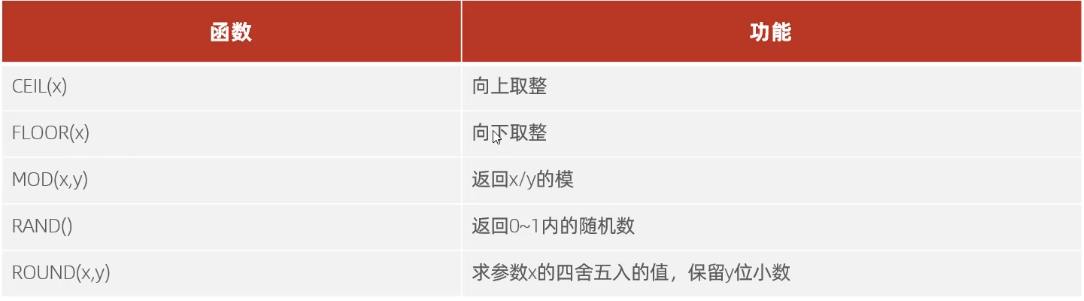 函数 功能
CEIL(x) 向上取整
FLOOR(x) 向下取整
MOD(x,y) 返回x/y的模
RAND() 返回0~1内的随机数
ROUND(x,y) 求参数x的四舍五入的值，保留y位小数